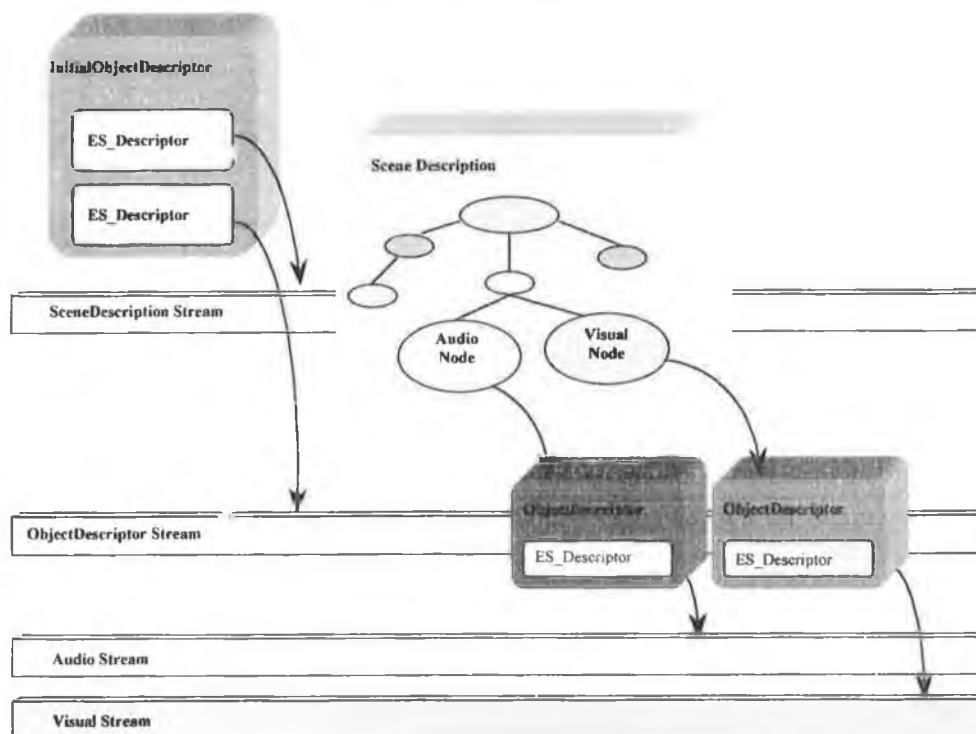 InitialObjectDescriptor
ES_Descriptor
ES_Descriptor
Scene Description
SceneDescription Stream
Audio
Node
Visual
Node
ObjectDescriptor
ObjectDescriptor
ObjectDescriptor Stream
ES_Descriptor
ES_Descriptor
Audio Stream
Visual Stream